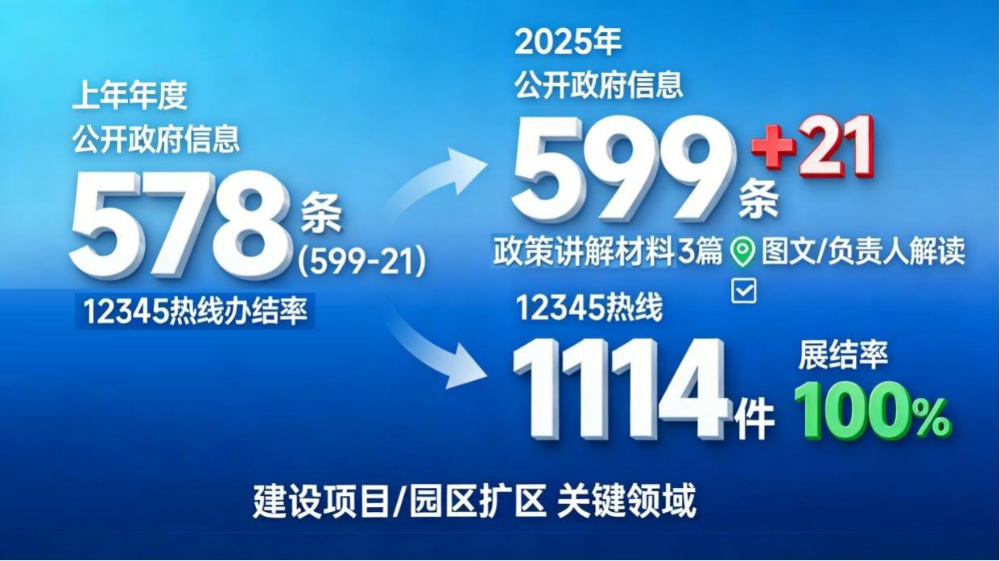 上年年度
公开政府信息
578条
(599-21)
12345热线办结率
2025年
公开政府信息
599条 +21
政策讲解材料3篇 图文/负责人解读
12345热线
1114件
展结率
100%
建设项目/园区扩区 关键领域